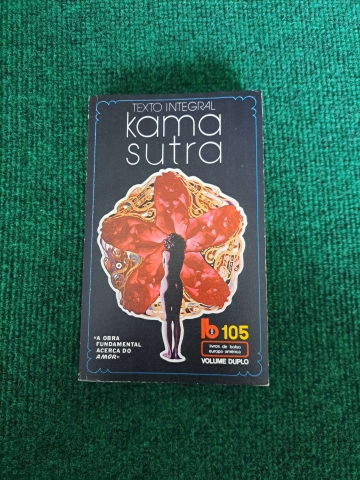 TEXTO INTEGRAL
kama
sutra
«A OBRA
FUNDAMENTAL
ACERCA DO
AMOR»
lb 105
livros de bolso
europa américa
VOLUME DUPLO